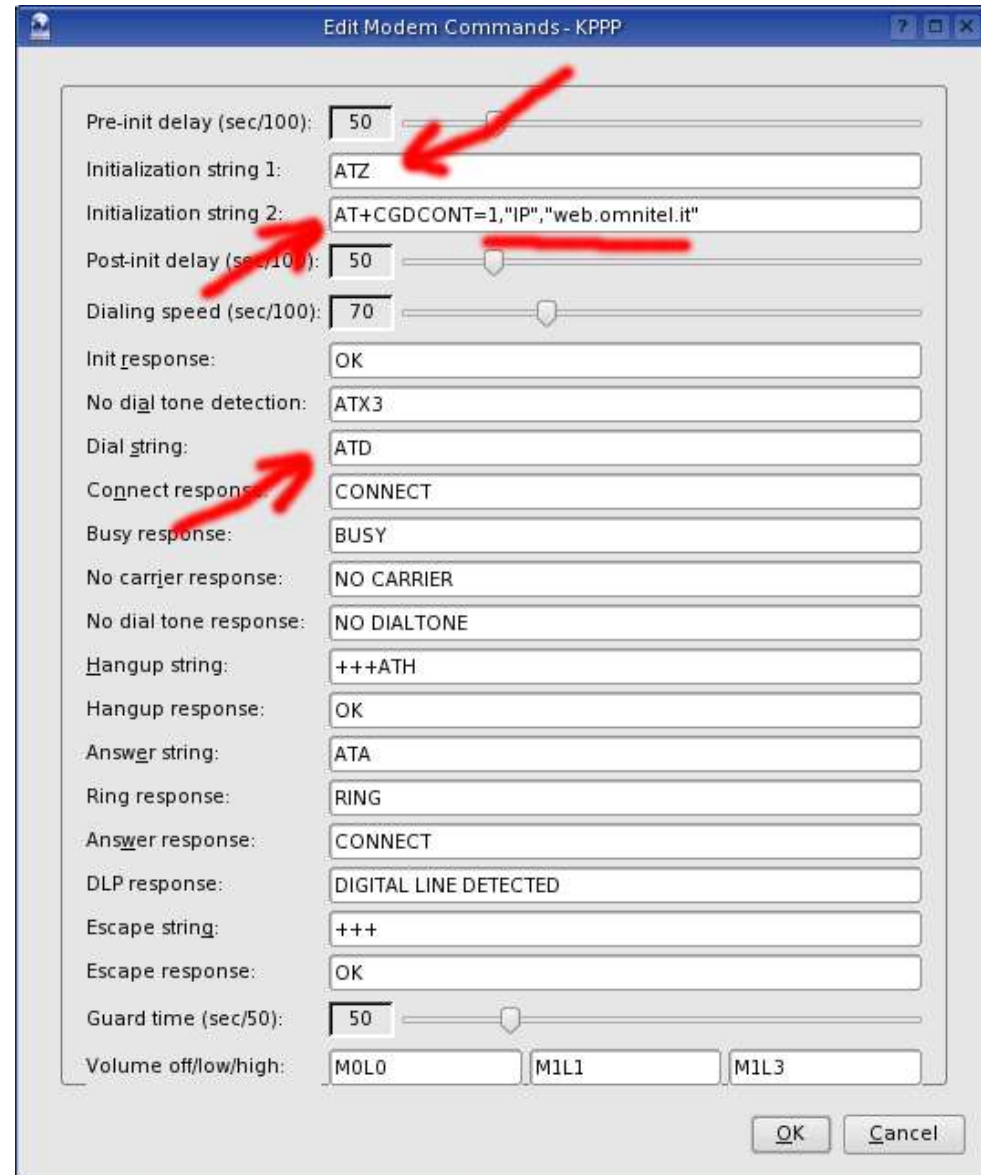 Edit Modem Commands - KPPP
Pre-init delay (sec/100): 50
Initialization string 1: ATZ
Initialization string 2: AT+CGDCONT=1,"IP","web.omnitel.it"
Post-init delay (sec/100): 50
Dialing speed (sec/100): 70
Init response: OK
No dial tone detection: ATX3
Dial string: ATD
Connect response: CONNECT
Busy response: BUSY
No carrier response: NO CARRIER
No dial tone response: NO DIALTONE
Hangup string: +++ATH
Hangup response: OK
Answer string: ATA
Ring response: RING
Answer response: CONNECT
DLP response: DIGITAL LINE DETECTED
Escape string: +++
Escape response: OK
Guard time (sec/50): 50
Volume off/low/high: M0L0 M1L1 M1L3
OK Cancel